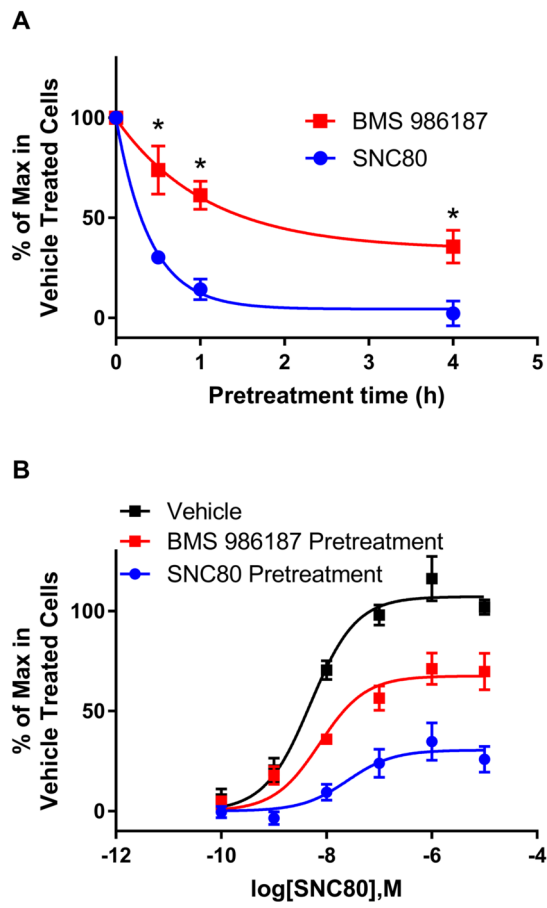 A
% of Max in
Vehicle Treated Cells
100
50
0
* * *
BMS 986187
SNC80
0 1 2 3 4 5
Pretreatment time (h)
B
Vehicle
BMS 986187 Pretreatment
SNC80 Pretreatment
% of Max in
Vehicle Treated Cells
100
50
0
-12 -10 -8 -6 -4
log[SNC80],M